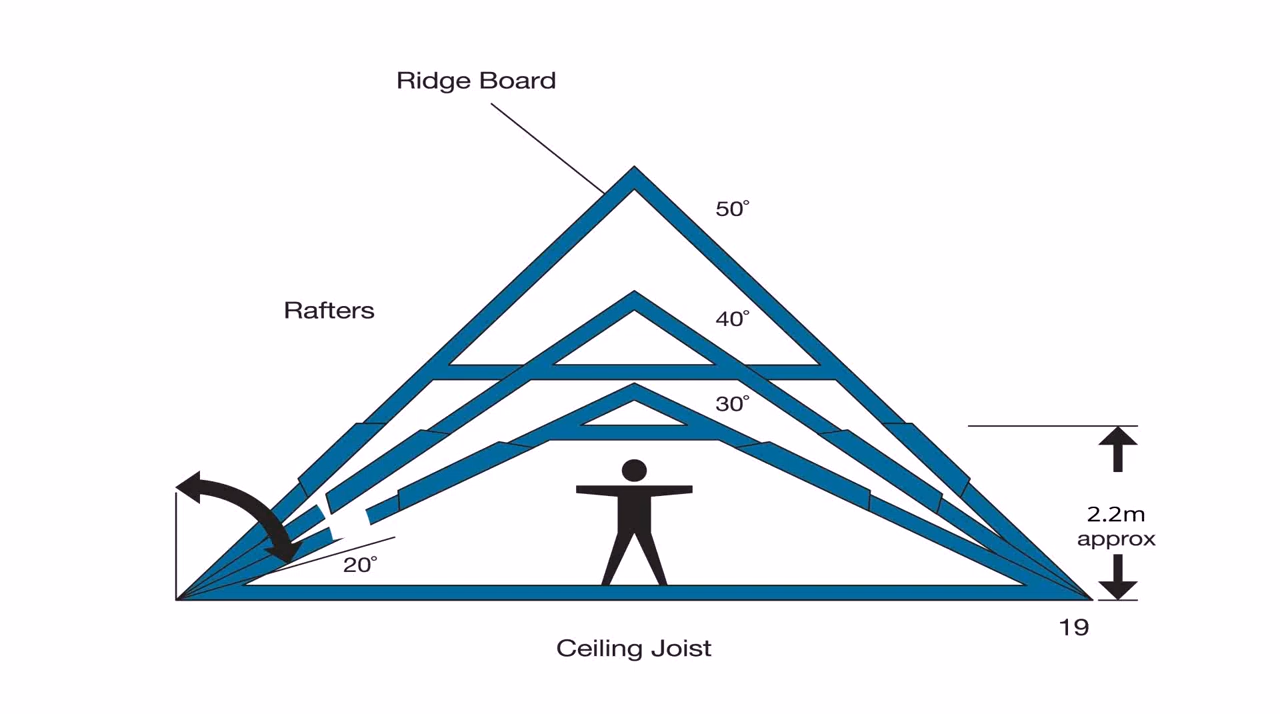 Ridge Board
50°
Rafters
40°
30°
2.2m
approx
20°
19
Ceiling Joist